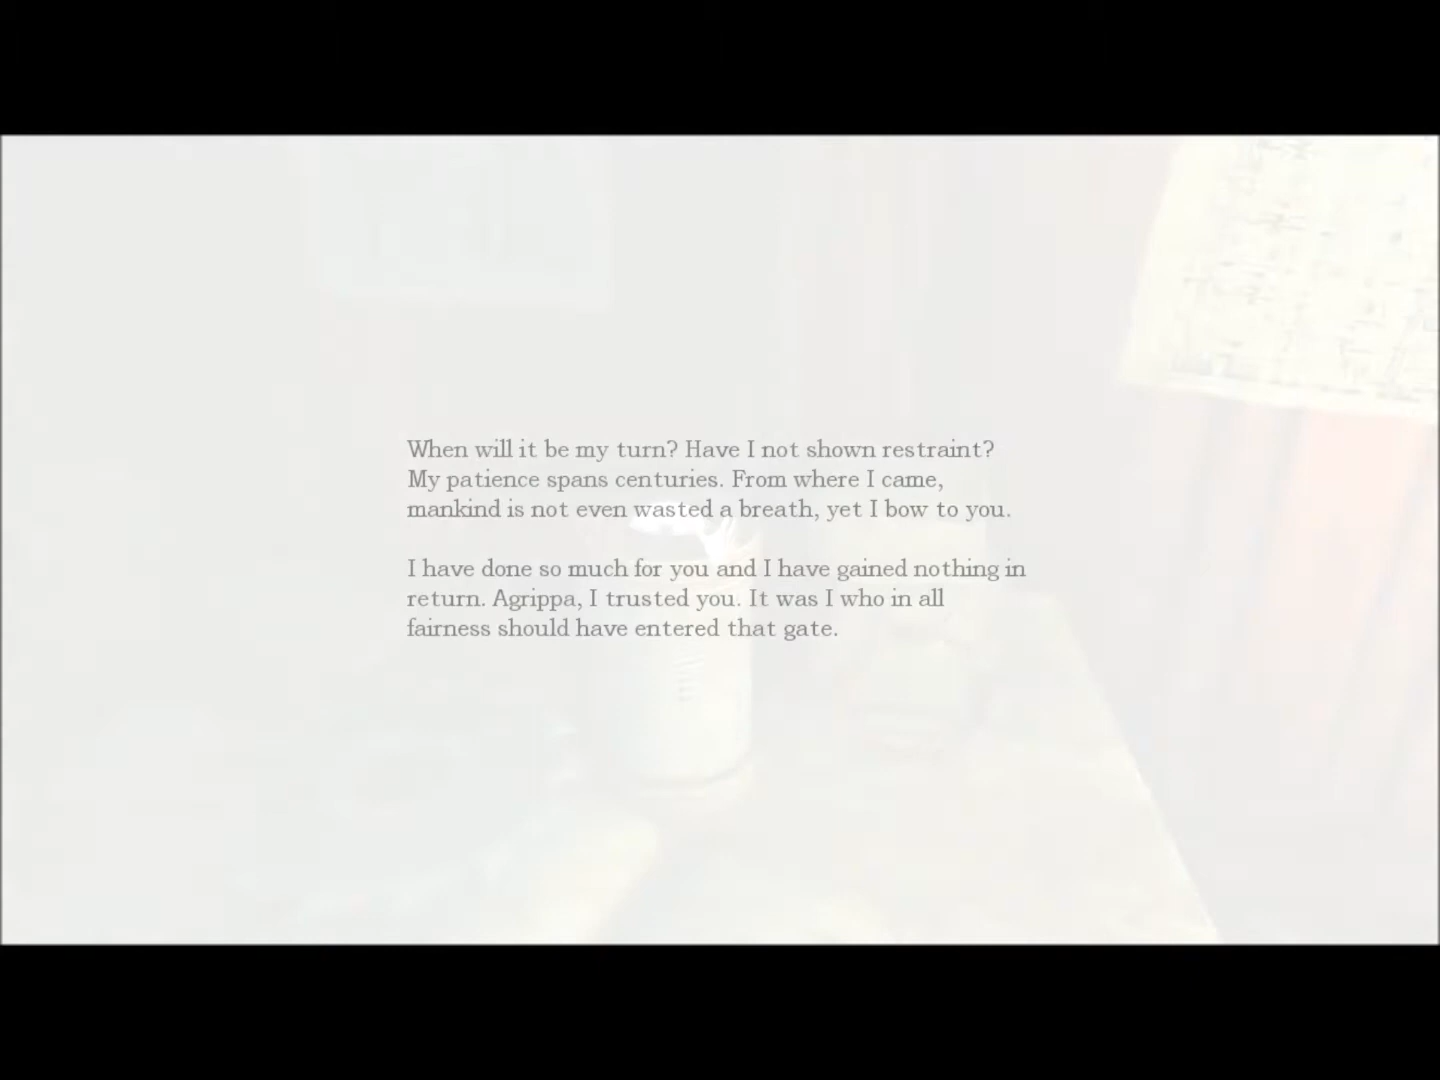 When will it be my turn? Have I not shown restraint?
My patience spans centuries. From where I came,
mankind is not even wasted a breath, yet I bow to you.
I have done so much for you and I have gained nothing in
return. Agrippa, I trusted you. It was I who in all
fairness should have entered that gate.